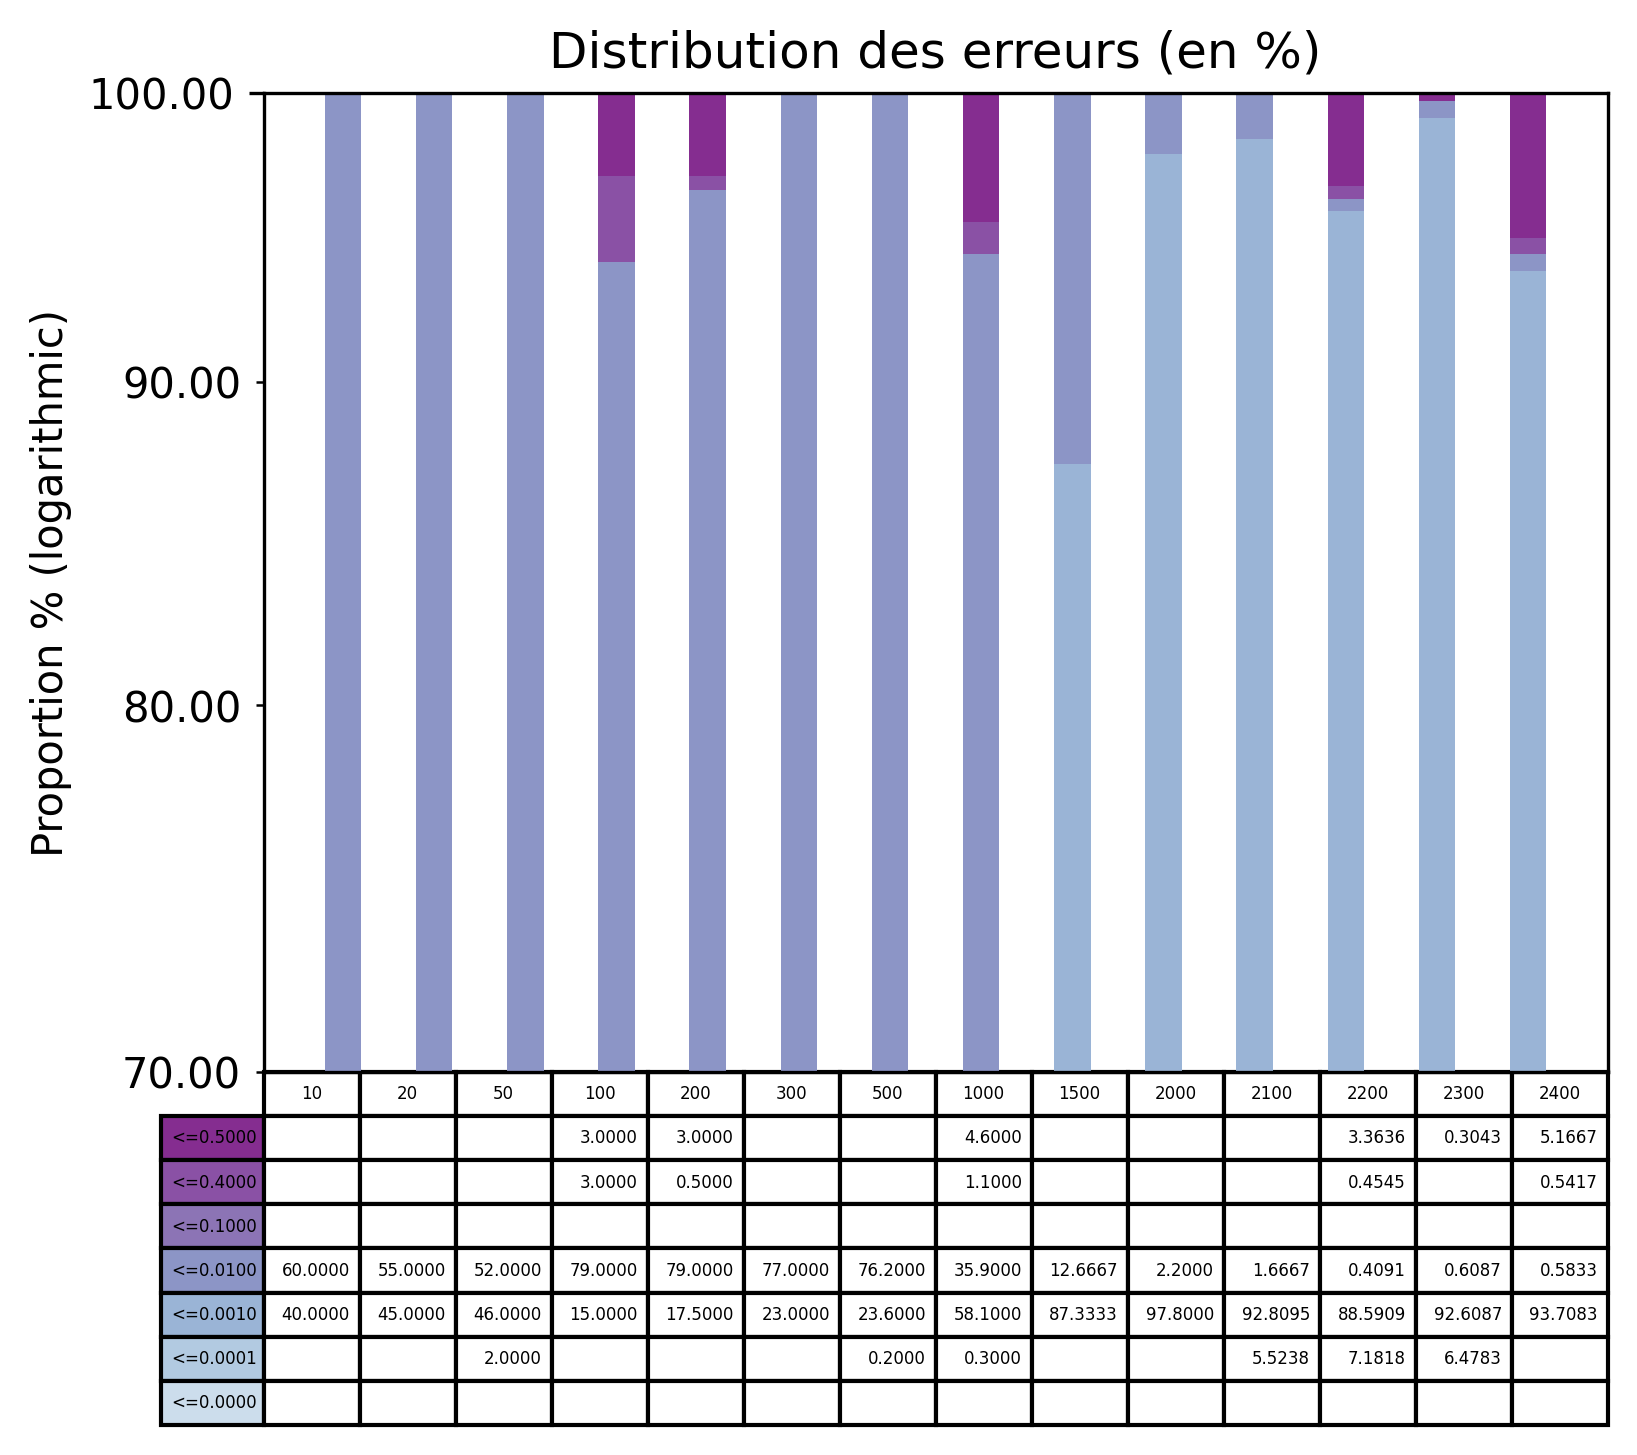 Distribution des erreurs (en %)
Proportion % (logarithmic)
100.00
90.00
80.00
70.00
10 20 50 100 200 300 500 1000 1500 2000 2100 2200 2300 2400
<=0.5000 3.0000 3.0000 4.6000 3.3636 0.3043 5.1667
<=0.4000 3.0000 0.5000 1.1000 0.4545 0.5417
<=0.1000
<=0.0100 60.0000 55.0000 52.0000 79.0000 79.0000 77.0000 76.2000 35.9000 12.6667 2.2000 1.6667 0.4091 0.6087 0.5833
<=0.0010 40.0000 45.0000 46.0000 15.0000 17.5000 23.0000 23.6000 58.1000 87.3333 97.8000 92.8095 88.5909 92.6087 93.7083
<=0.0001 2.0000 0.2000 0.3000 5.5238 7.1818 6.4783
<=0.0000